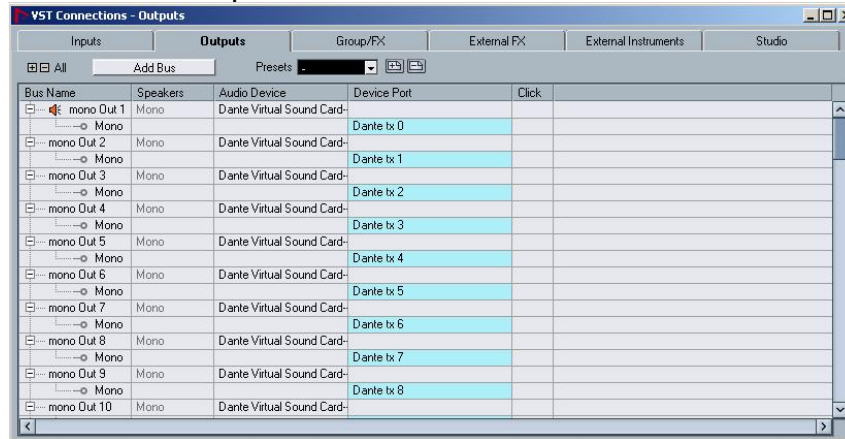 VST Connections - Outputs
Inputs Outputs Group/FX External FX External Instruments Studio
All Add Bus Presets -
Bus Name Speakers Audio Device Device Port Click
mono Out 1 Mono Dante Virtual Sound Card-
Mono Dante tx 0
mono Out 2 Mono Dante Virtual Sound Card-
Mono Dante tx 1
mono Out 3 Mono Dante Virtual Sound Card-
Mono Dante tx 2
mono Out 4 Mono Dante Virtual Sound Card-
Mono Dante tx 3
mono Out 5 Mono Dante Virtual Sound Card-
Mono Dante tx 4
mono Out 6 Mono Dante Virtual Sound Card-
Mono Dante tx 5
mono Out 7 Mono Dante Virtual Sound Card-
Mono Dante tx 6
mono Out 8 Mono Dante Virtual Sound Card-
Mono Dante tx 7
mono Out 9 Mono Dante Virtual Sound Card-
Mono Dante tx 8
mono Out 10 Mono Dante Virtual Sound Card-